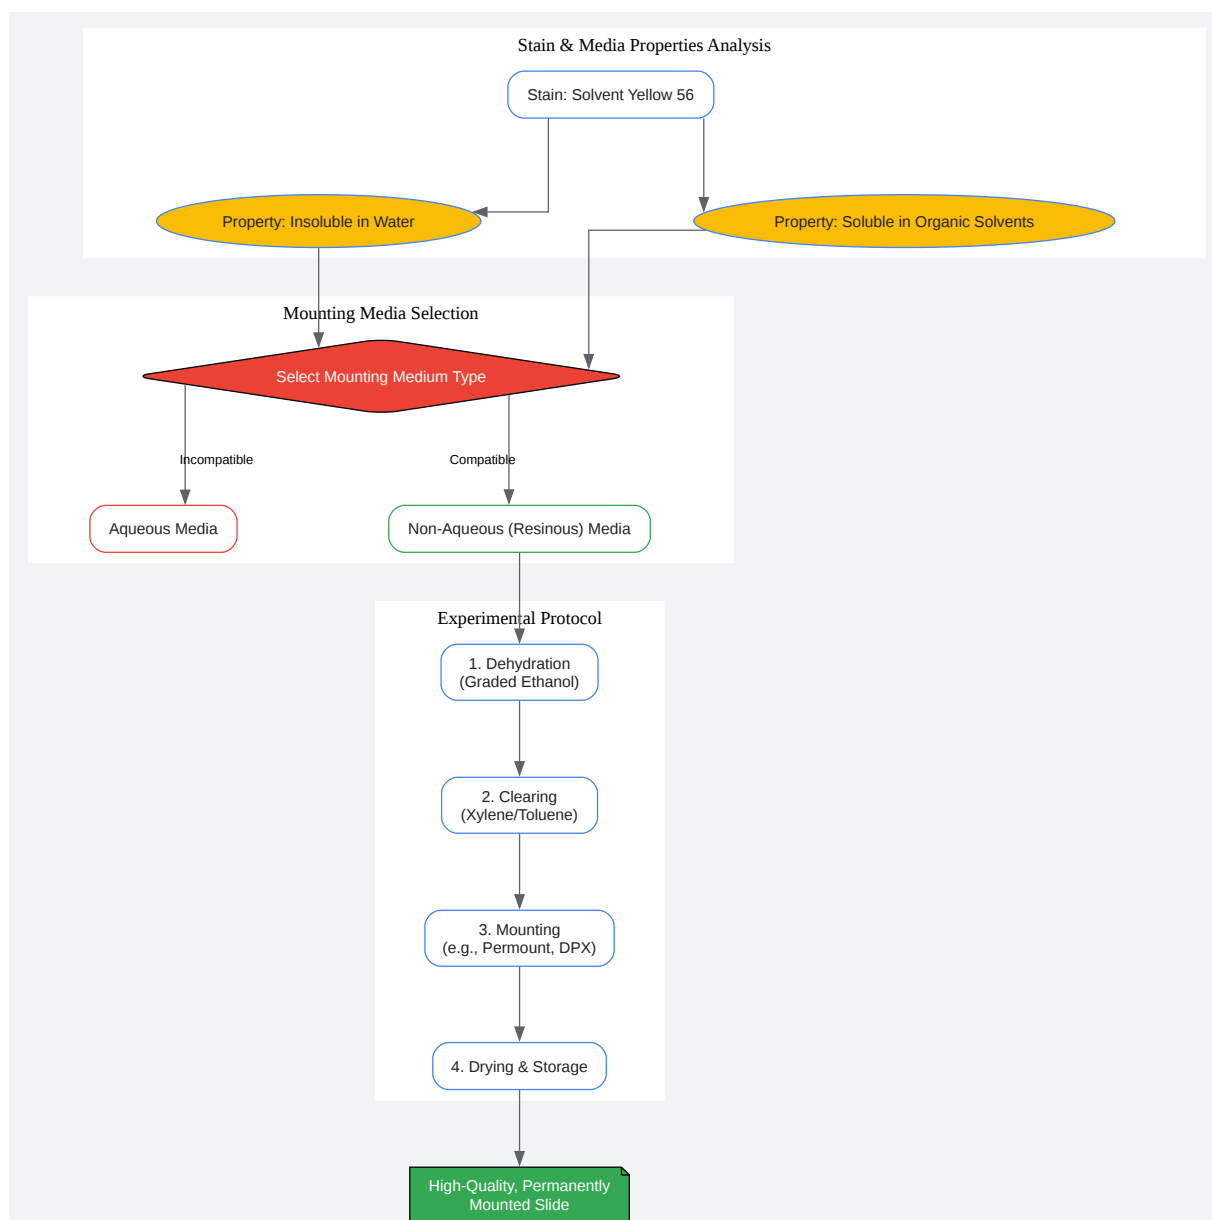 Stain & Media Properties Analysis
Stain: Solvent Yellow 56
Property: Insoluble in Water
Property: Soluble in Organic Solvents
Mounting Media Selection
Select Mounting Medium Type
Incompatible
Compatible
Aqueous Media
Non-Aqueous (Resinous) Media
Experimental Protocol
1. Dehydration
(Graded Ethanol)
2. Clearing
(Xylene/Toluene)
3. Mounting
(e.g., Permount, DPX)
4. Drying & Storage
High-Quality, Permanently
Mounted Slide